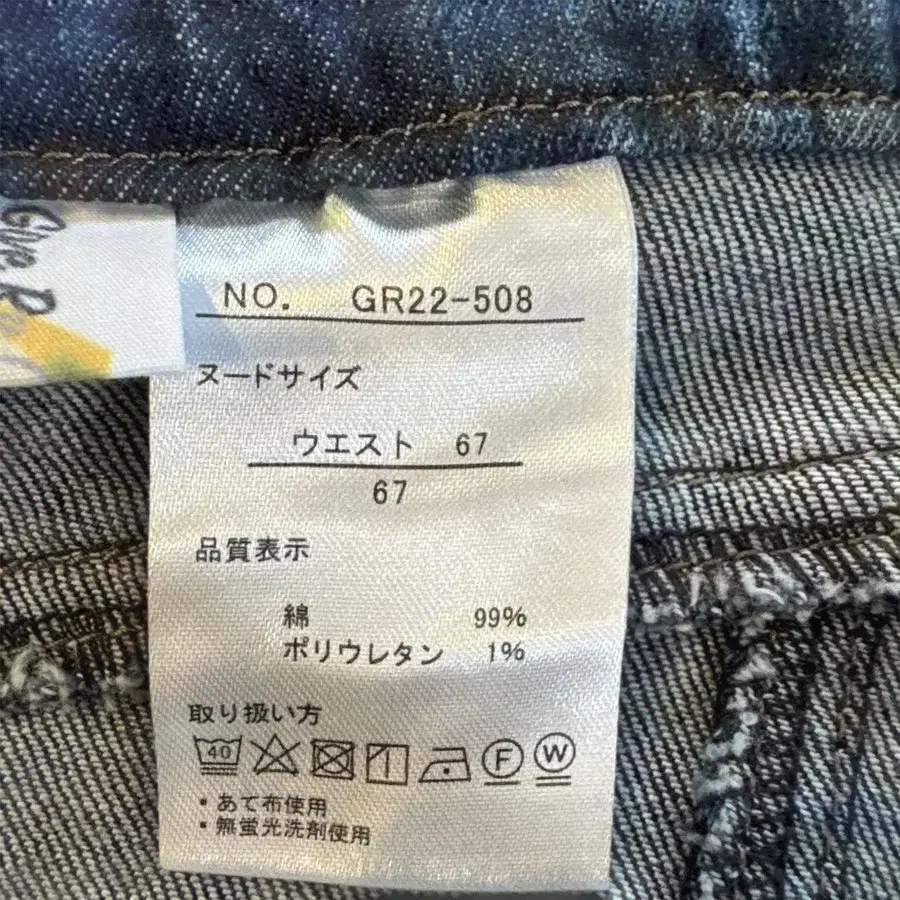 Give
NO. GR22-508
ヌードサイズ
ウエスト 67
67
品質表示
綿 99%
ポリウレタン 1%
取り扱い方
40 F W
・あて布使用
・無蛍光洗剤使用